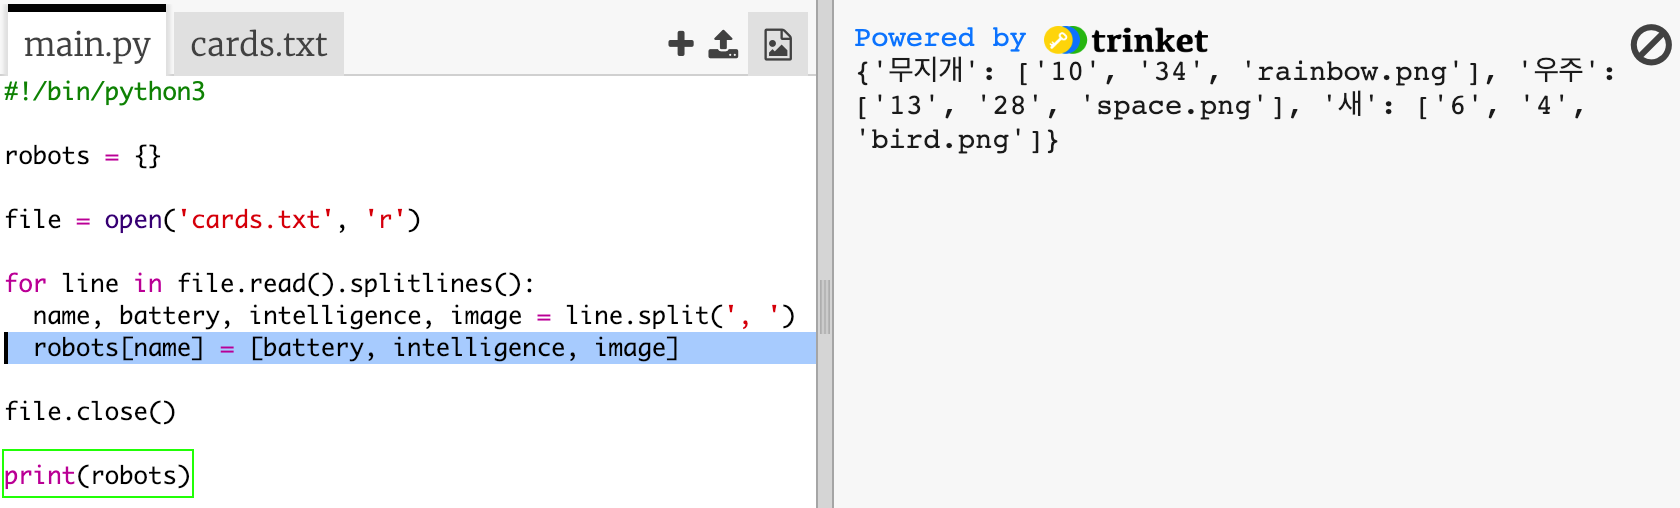 main.py cards.txt
#!/bin/python3
robots = {}
file = open('cards.txt', 'r')
for line in file.read().splitlines():
  name, battery, intelligence, image = line.split(', ')
  robots[name] = [battery, intelligence, image]
file.close()
print(robots)
Powered by trinket
{'무지개': ['10', '34', 'rainbow.png'], '우주':
['13', '28', 'space.png'], '새': ['6', '4',
'bird.png']}